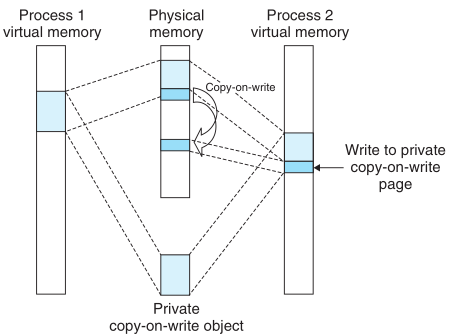 Process 1
virtual memory
Physical
memory
Process 2
virtual memory
Copy-on-write
Write to private
copy-on-write
page
Private
copy-on-write object